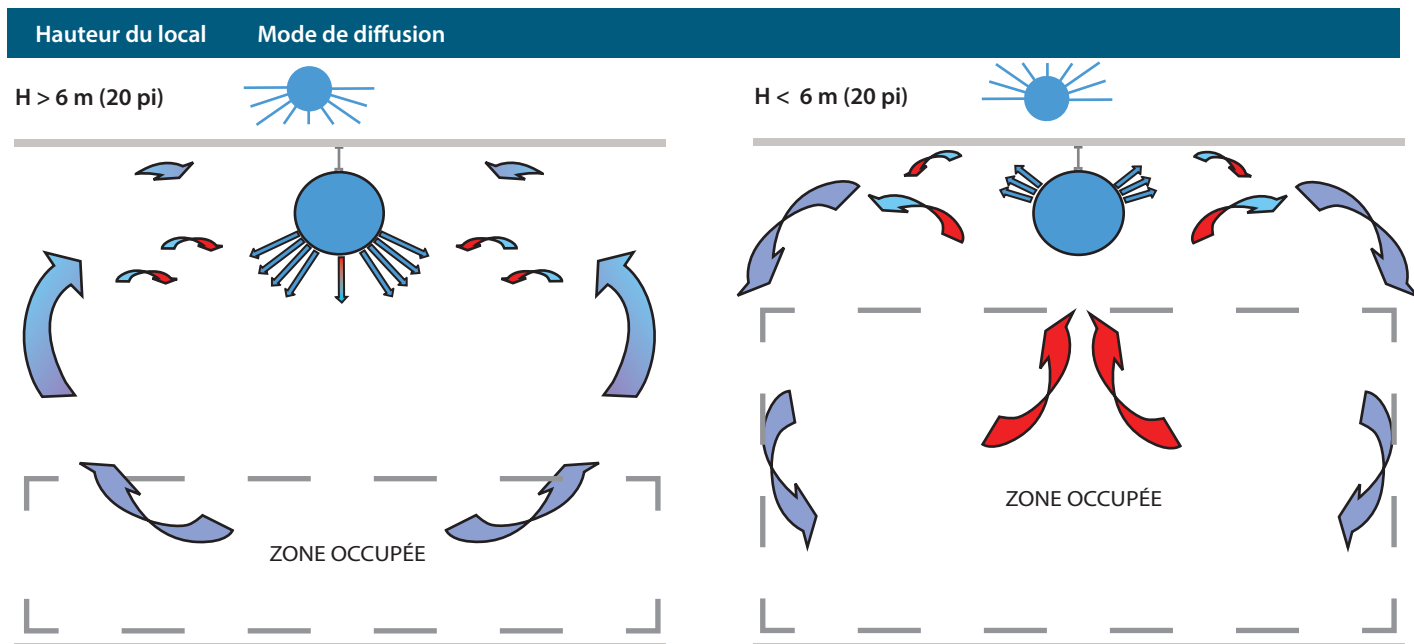 Hauteur du local Mode de diffusion
H > 6 m (20 pi)
H < 6 m (20 pi)
ZONE OCCUPÉE
ZONE OCCUPÉE